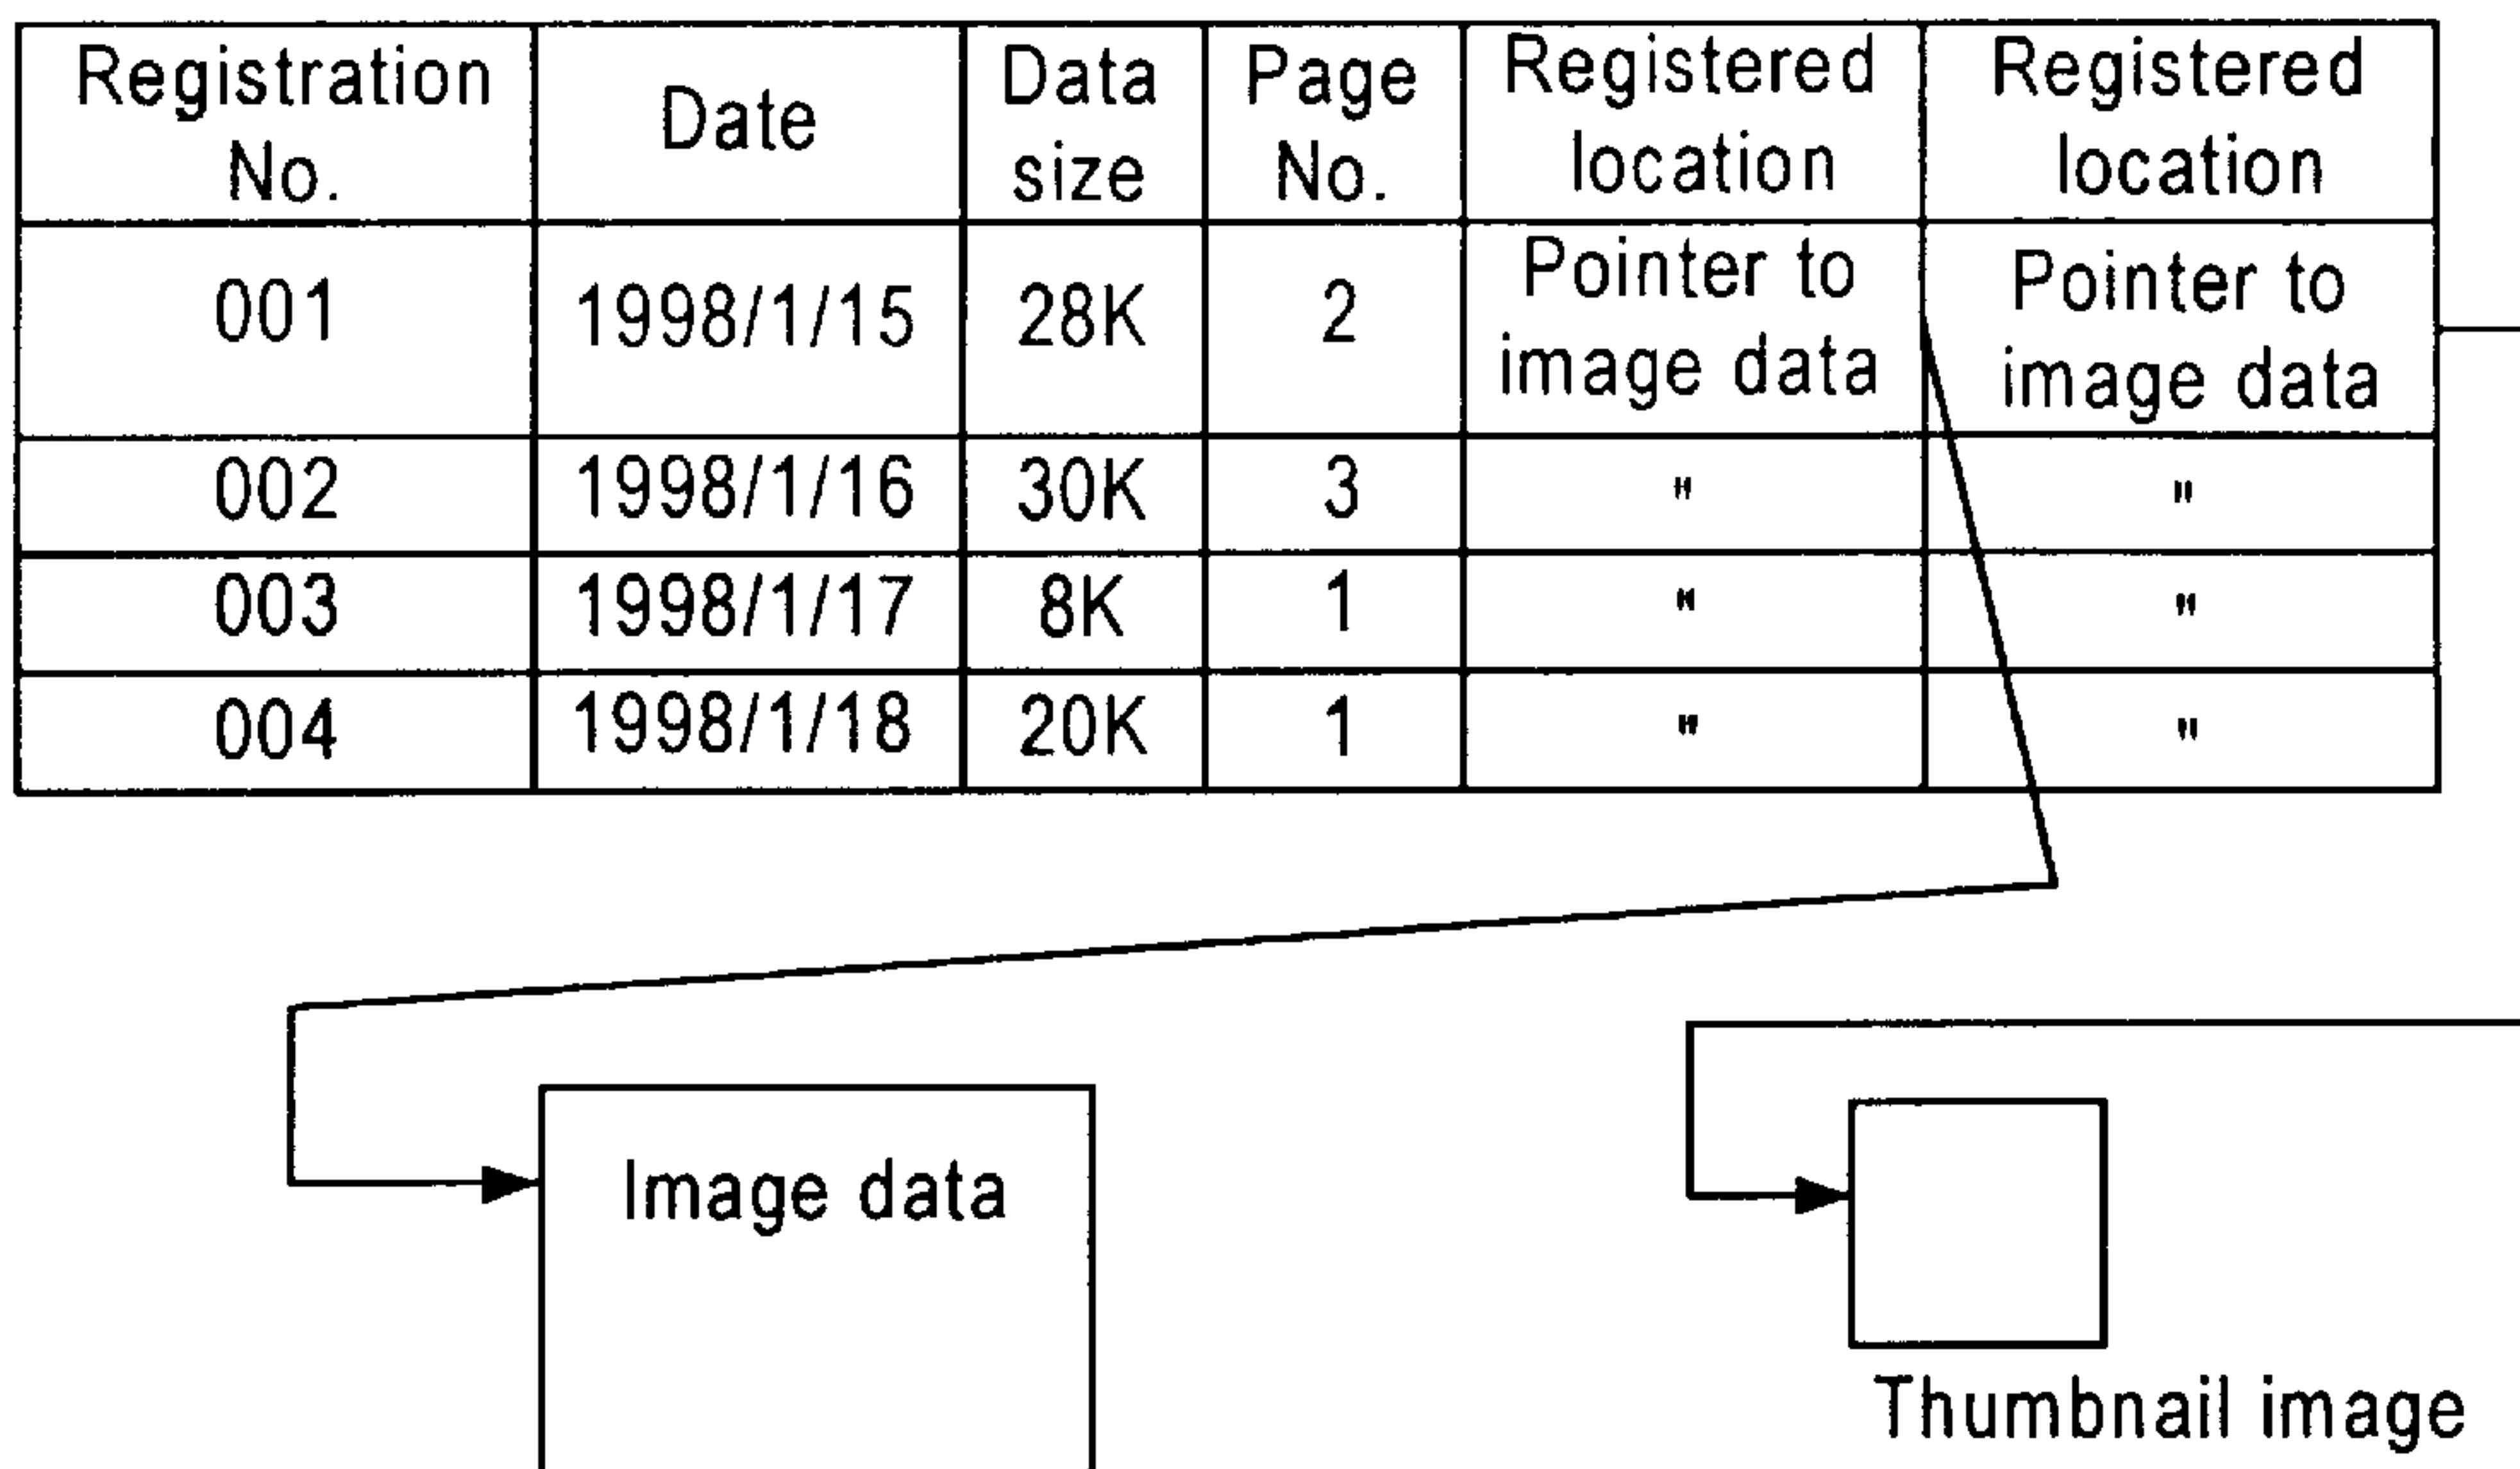 Registration No. Date Data size Page No. Registered location Registered location
001 1998/1/15 28K 2 Pointer to image data Pointer to image data
002 1998/1/16 30K 3 " "
003 1998/1/17 8K 1 " "
004 1998/1/18 20K 1 " "
Image data
Thumbnail image